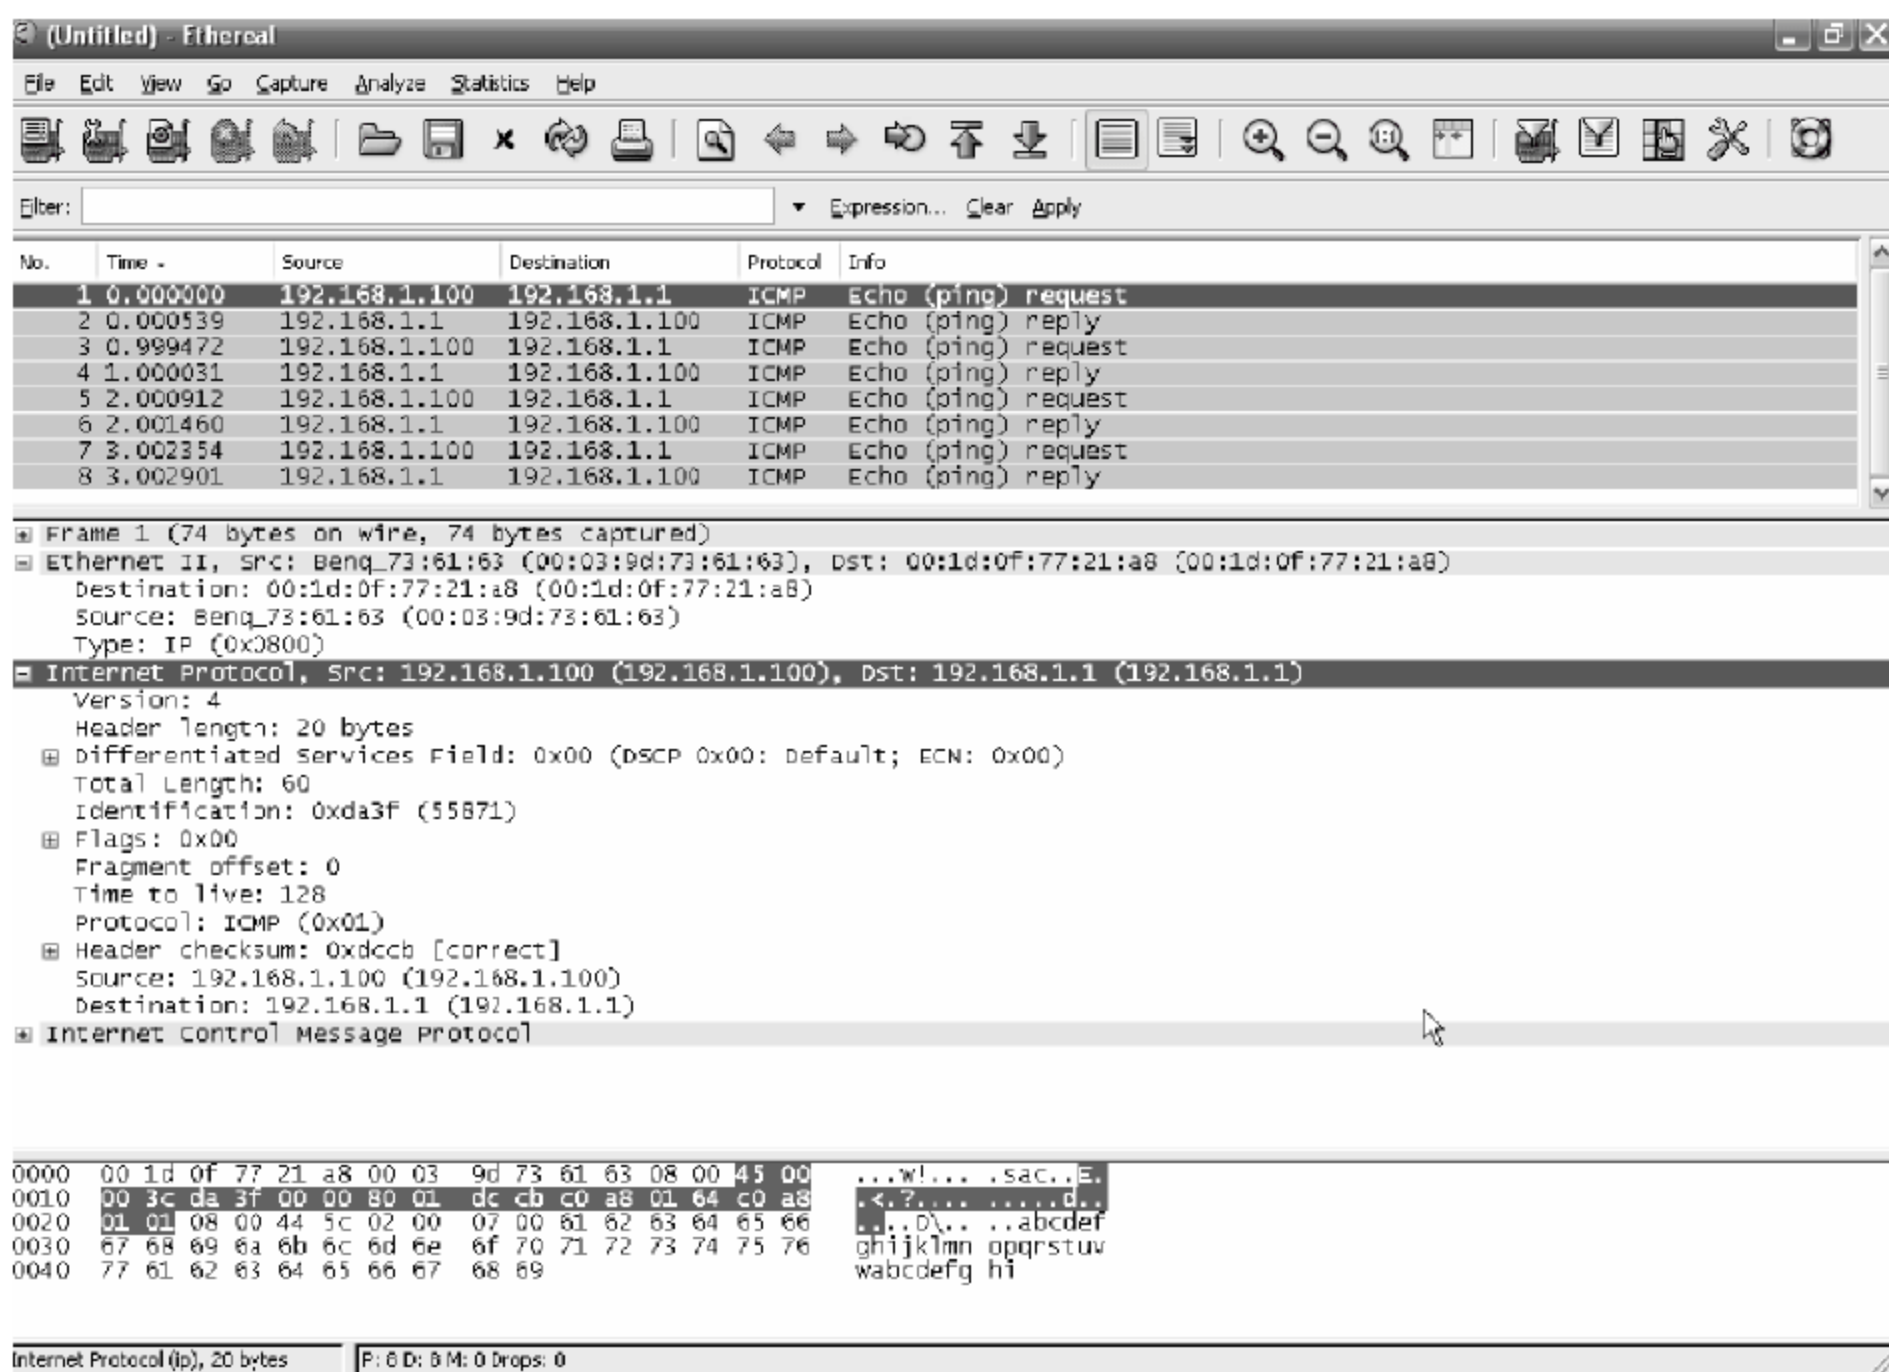 (Untitled) - Ethereal
File Edit View Go Capture Analyze Statistics Help
Filter: Expression... Clear Apply
No. Time - Source Destination Protocol Info
1 0.000000 192.168.1.100 192.168.1.1 ICMP Echo (ping) request
2 0.000539 192.168.1.1 192.168.1.100 ICMP Echo (ping) reply
3 0.999472 192.168.1.100 192.168.1.1 ICMP Echo (ping) request
4 1.000031 192.168.1.1 192.168.1.100 ICMP Echo (ping) reply
5 2.000912 192.168.1.100 192.168.1.1 ICMP Echo (ping) request
6 2.001460 192.168.1.1 192.168.1.100 ICMP Echo (ping) reply
7 3.002354 192.168.1.100 192.168.1.1 ICMP Echo (ping) request
8 3.002901 192.168.1.1 192.168.1.100 ICMP Echo (ping) reply
Frame 1 (74 bytes on wire, 74 bytes captured)
Ethernet II, Src: Benq_73:61:63 (00:03:9d:73:61:63), Dst: 00:1d:0f:77:21:a8 (00:1d:0f:77:21:a8)
Destination: 00:1d:0f:77:21:a8 (00:1d:0f:77:21:a8)
Source: Benq_73:61:63 (00:03:9d:73:61:63)
Type: IP (0x0800)
Internet Protocol, Src: 192.168.1.100 (192.168.1.100), Dst: 192.168.1.1 (192.168.1.1)
Version: 4
Header length: 20 bytes
Differentiated Services Field: 0x00 (DSCP 0x00: Default; ECN: 0x00)
Total Length: 60
Identification: 0xda3f (55871)
Flags: 0x00
Fragment offset: 0
Time to live: 128
Protocol: ICMP (0x01)
Header checksum: 0xdccb [correct]
Source: 192.168.1.100 (192.168.1.100)
Destination: 192.168.1.1 (192.168.1.1)
Internet Control Message Protocol
0000 00 1d 0f 77 21 a8 00 03 9d 73 61 63 08 00 45 00 ...w!... .sac..E.
0010 00 3c da 3f 00 00 80 01 dc cb c0 a8 01 64 c0 a8 .<.?.... .....d..
0020 01 01 08 00 44 5c 02 00 07 00 61 62 63 64 65 66 ....D\.. ..abcdef
0030 67 68 69 6a 6b 6c 6d 6e 6f 70 71 72 73 74 75 76 ghijklmn opqrstuv
0040 77 61 62 63 64 65 66 67 68 69 wabcdefg hi
Internet Protocol (ip), 20 bytes P: 8 D: 8 M: 0 Drops: 0